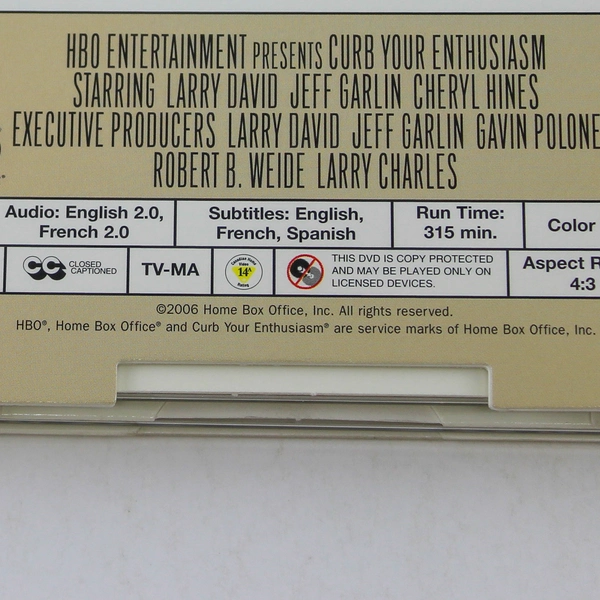 HBO ENTERTAINMENT PRESENTS CURB YOUR ENTHUSIASM
STARRING LARRY DAVID JEFF GARLIN CHERYL HINES
EXECUTIVE PRODUCERS LARRY DAVID JEFF GARLIN GAVIN POLONE
ROBERT B. WEIDE LARRY CHARLES
Audio: English 2.0,
French 2.0
Subtitles: English,
French, Spanish
Run Time:
315 min.
Color
CC CLOSED
CAPTIONED
TV-MA
14A
THIS DVD IS COPY PROTECTED
AND MAY BE PLAYED ONLY ON
LICENSED DEVICES.
Aspect R
4:3
©2006 Home Box Office, Inc. All rights reserved.
HBO®, Home Box Office® and Curb Your Enthusiasm® are service marks of Home Box Office, Inc.